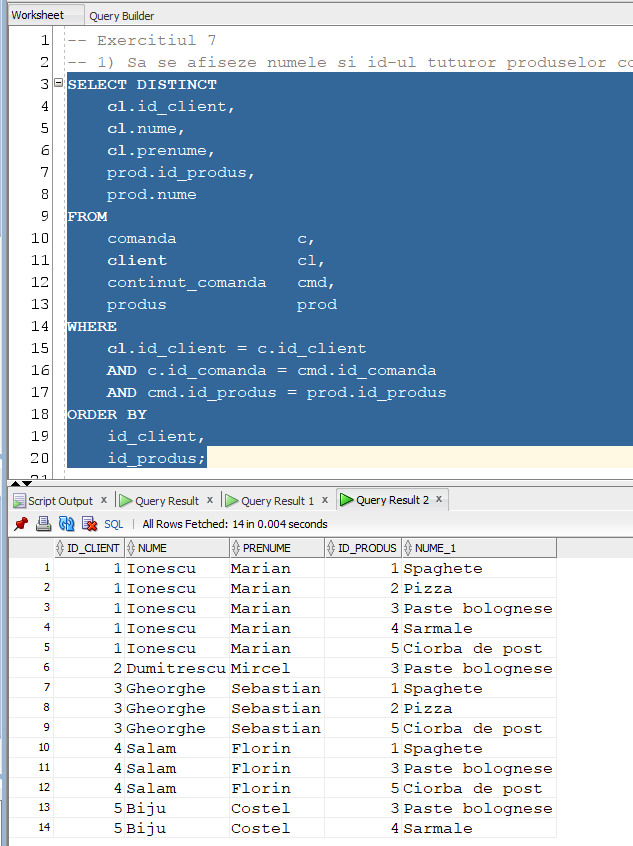 Worksheet Query Builder
1 -- Exercitiul 7
2 -- 1) Sa se afiseze numele si id-ul tuturor produselor
3 SELECT DISTINCT
4 cl.id_client,
5 cl.nume,
6 cl.prenume,
7 prod.id_produs,
8 prod.nume
9 FROM
10 comanda c,
11 client cl,
12 continut_comanda cmd,
13 produs prod
14 WHERE
15 cl.id_client = c.id_client
16 AND c.id_comanda = cmd.id_comanda
17 AND cmd.id_produs = prod.id_produs
18 ORDER BY
19 id_client,
20 id_produs;
Script Output x Query Result x Query Result 1 x Query Result 2 x
SQL | All Rows Fetched: 14 in 0.004 seconds
ID_CLIENT NUME PRENUME ID_PRODUS NUME_1
1 1 Ionescu Marian 1 Spaghete
2 1 Ionescu Marian 2 Pizza
3 1 Ionescu Marian 3 Paste bolognese
4 1 Ionescu Marian 4 Sarmale
5 1 Ionescu Marian 5 Ciorba de post
6 2 Dumitrescu Mircel 3 Paste bolognese
7 3 Gheorghe Sebastian 1 Spaghete
8 3 Gheorghe Sebastian 2 Pizza
9 3 Gheorghe Sebastian 5 Ciorba de post
10 4 Salam Florin 1 Spaghete
11 4 Salam Florin 3 Paste bolognese
12 4 Salam Florin 5 Ciorba de post
13 5 Biju Costel 3 Paste bolognese
14 5 Biju Costel 4 Sarmale